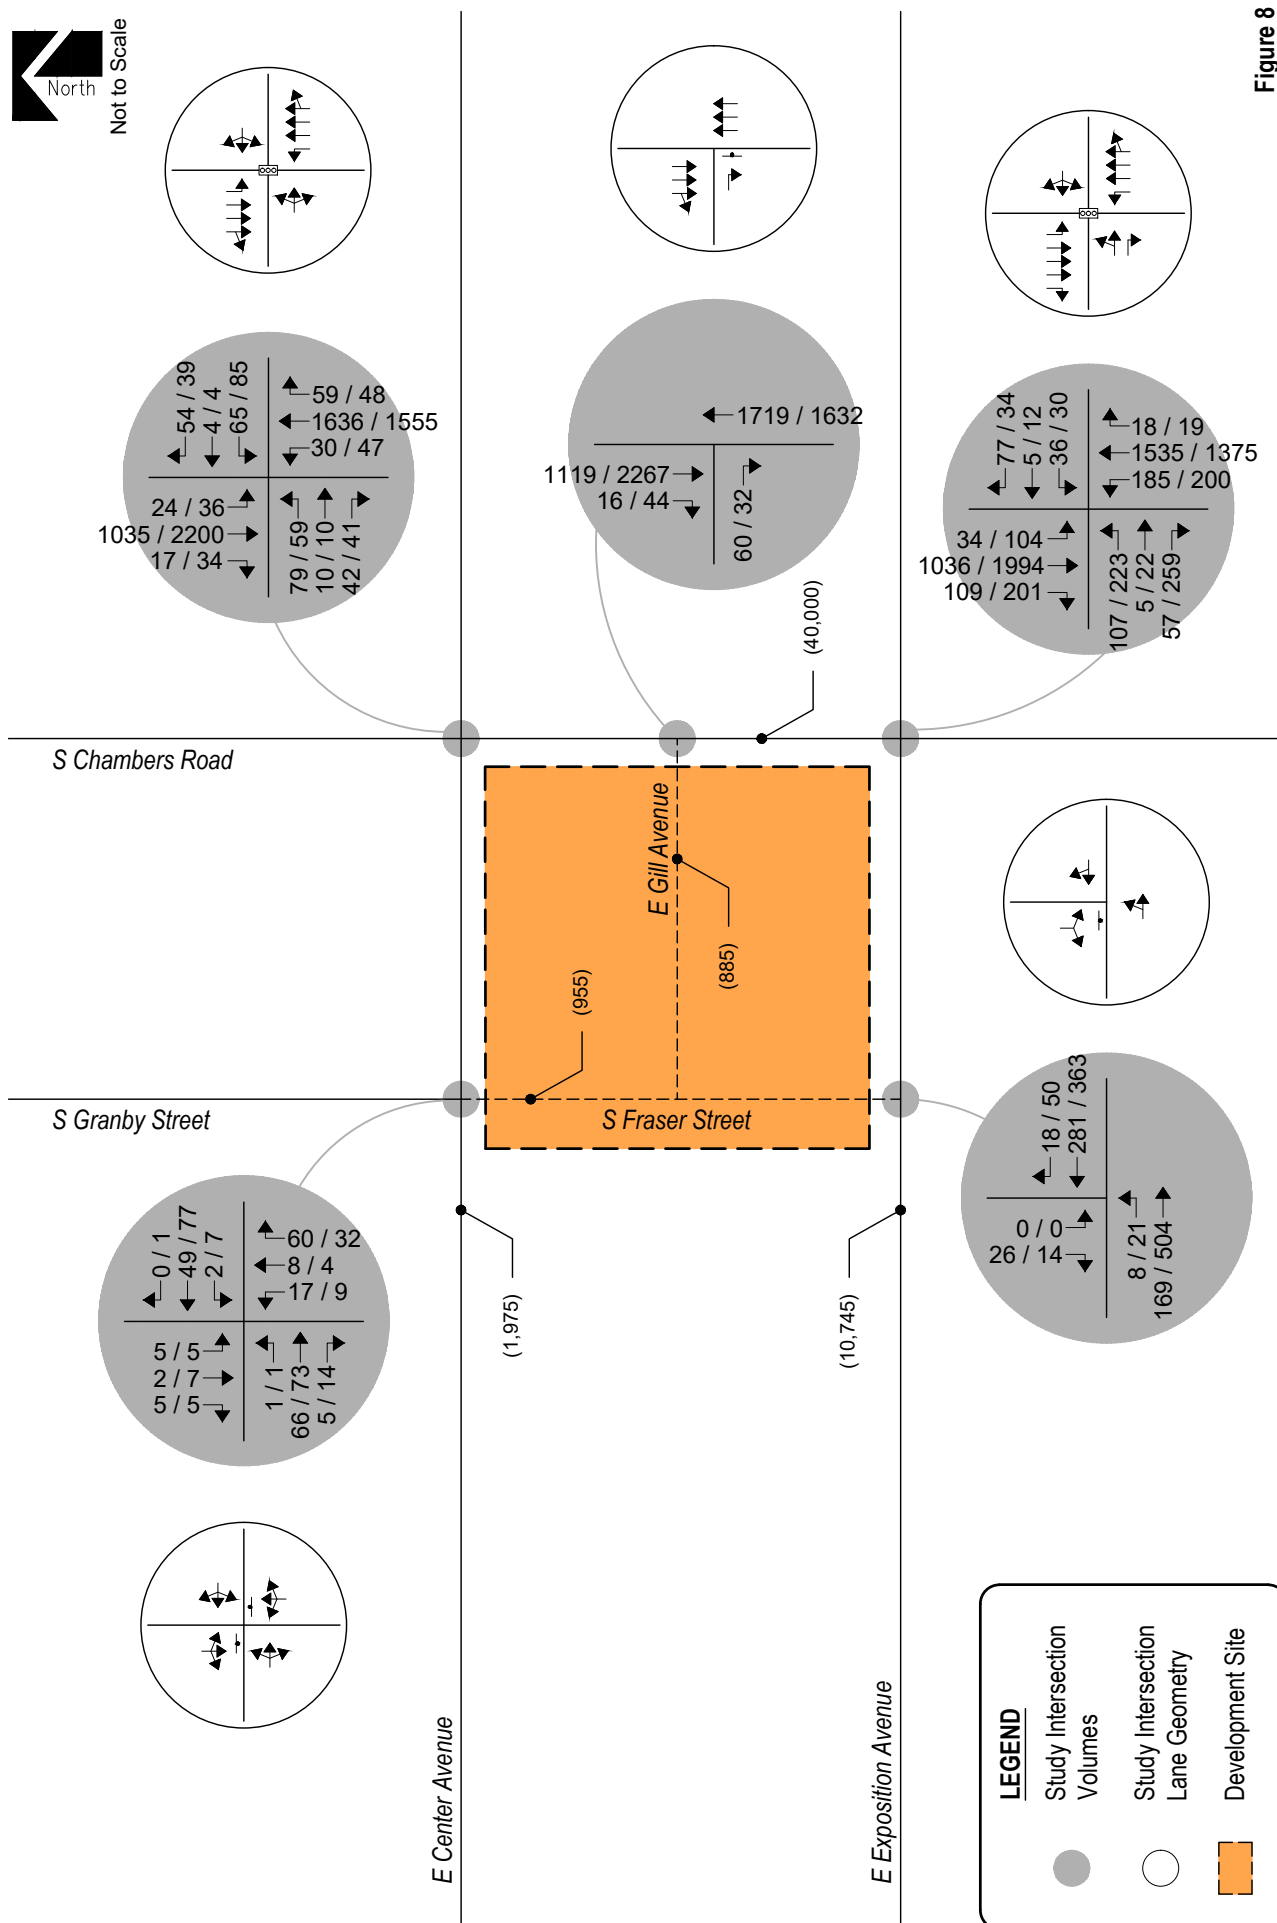 North
Not to Scale
Figure 8
54 / 39
4 / 4
65 / 85
59 / 48
1636 / 1555
30 / 47
24 / 36
1035 / 2200
17 / 34
79 / 59
10 / 10
42 / 41
1719 / 1632
1119 / 2267
16 / 44
60 / 32
77 / 34
5 / 12
36 / 30
18 / 19
1535 / 1375
185 / 200
34 / 104
1036 / 1994
109 / 201
107 / 223
5 / 22
57 / 259
(40,000)
S Chambers Road
E Gill Avenue
(885)
(955)
S Granby Street
S Fraser Street
0 / 1
49 / 77
2 / 7
60 / 32
8 / 4
17 / 9
5 / 5
2 / 7
5 / 5
1 / 1
66 / 73
5 / 14
18 / 50
281 / 363
0 / 0
26 / 14
8 / 21
169 / 504
(1,975)
(10,745)
E Center Avenue
E Exposition Avenue
LEGEND
Study Intersection
Volumes
Study Intersection
Lane Geometry
Development Site